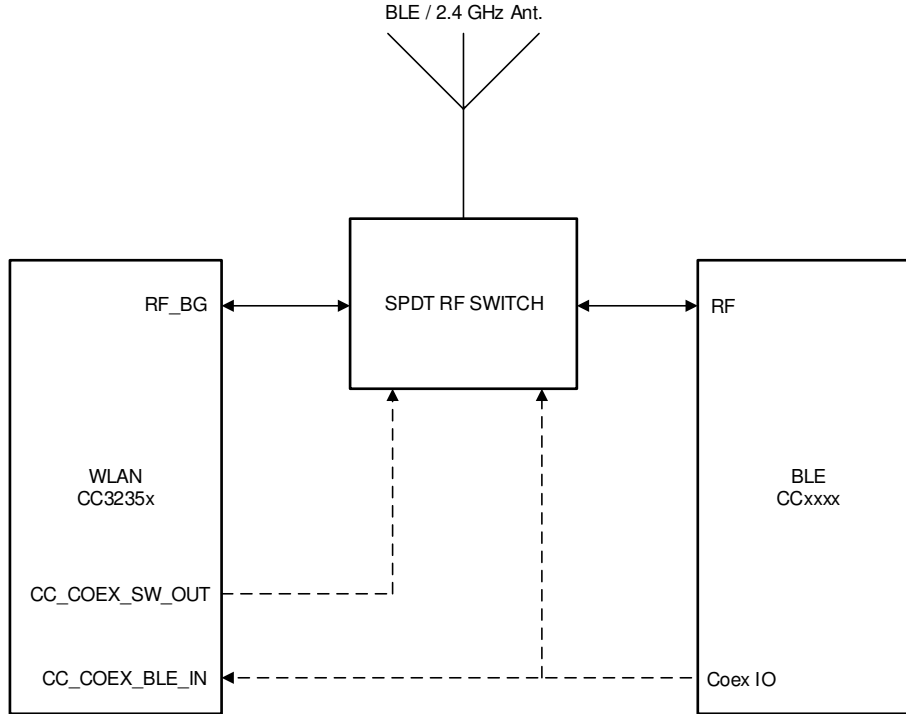 BLE / 2.4 GHz Ant.
RF_BG
SPDT RF SWITCH
RF
WLAN
CC3235x
BLE
CCxxxx
CC_COEX_SW_OUT
CC_COEX_BLE_IN
Coex IO